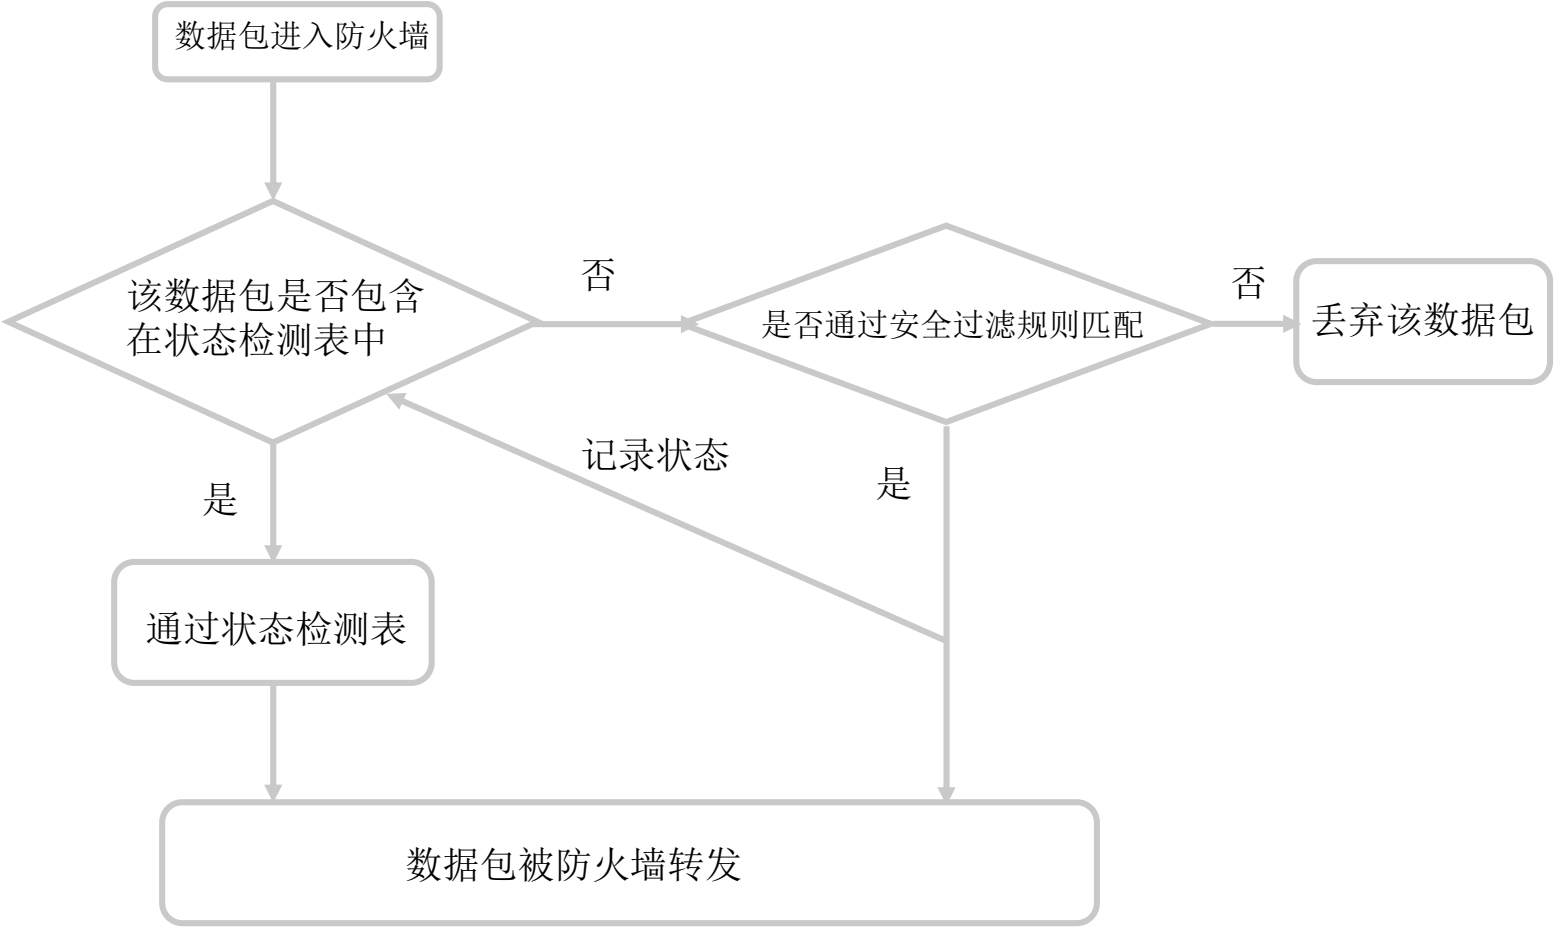 数据包进入防火墙
该数据包是否包含
在状态检测表中
否
是否通过安全过滤规则匹配
否
丢弃该数据包
记录状态
是
是
通过状态检测表
数据包被防火墙转发